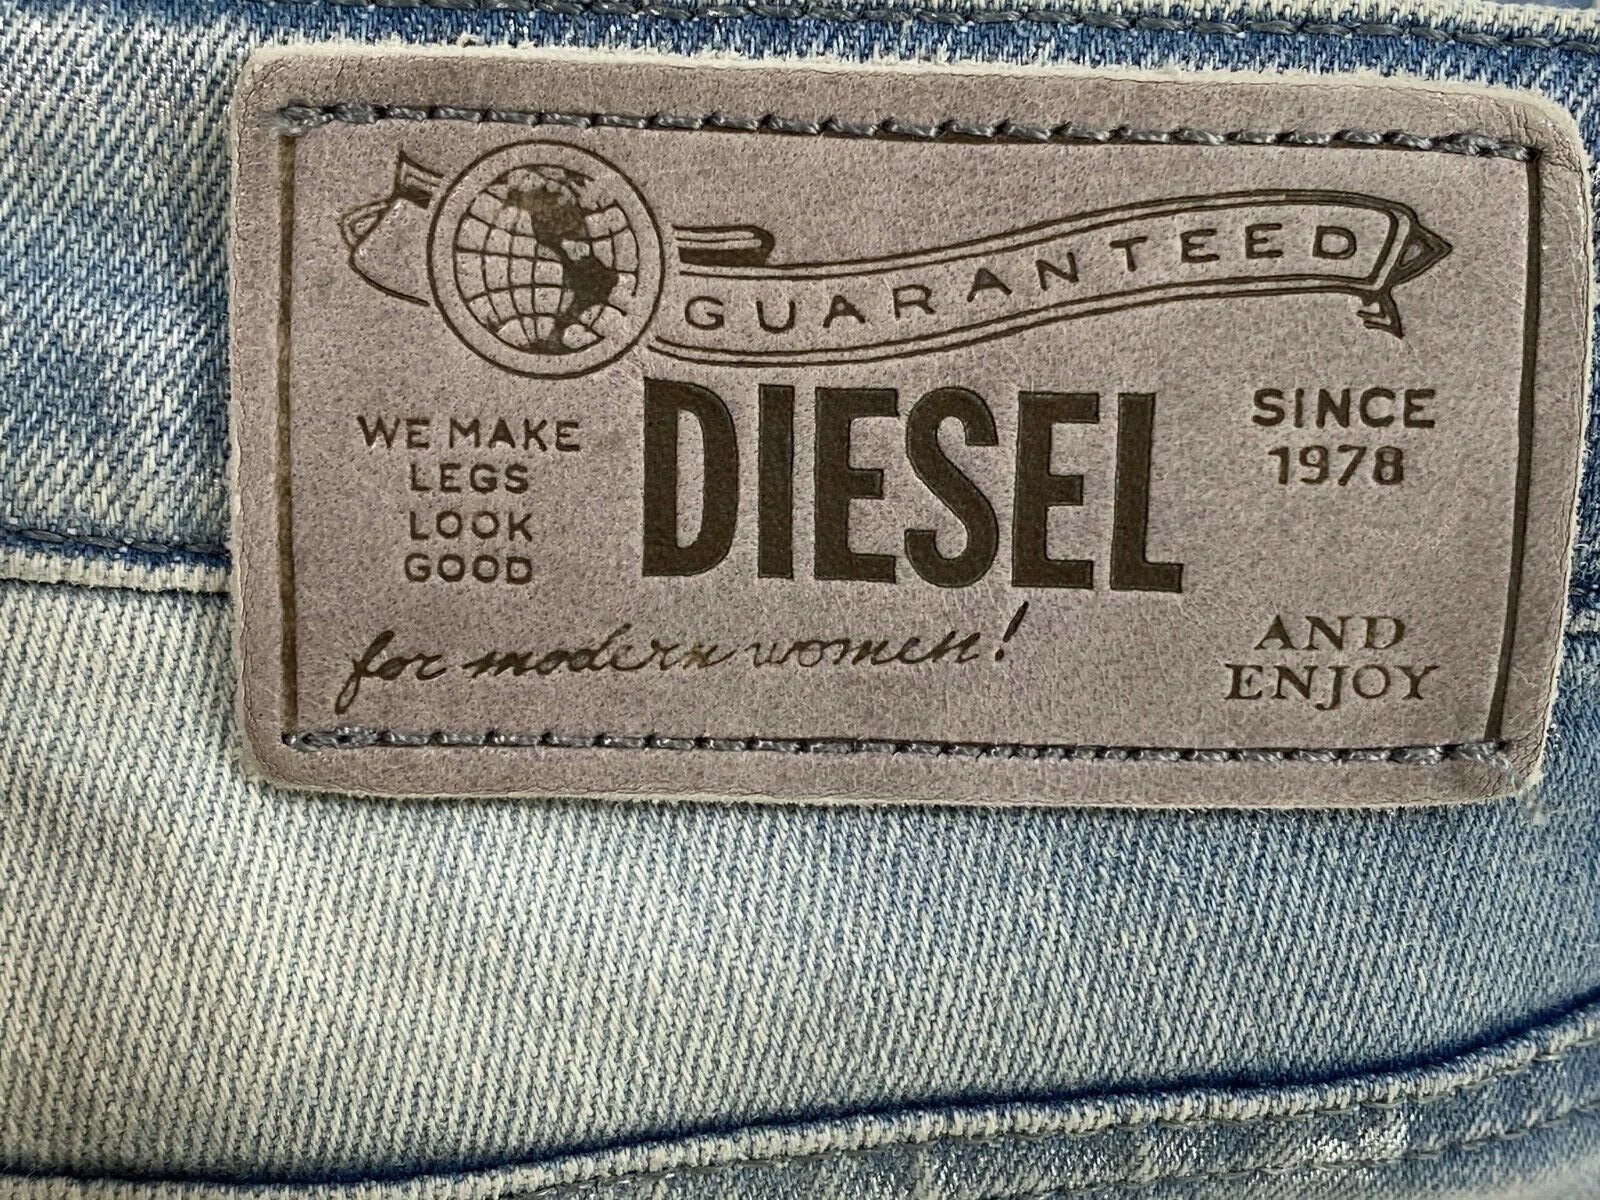 GUARANTEED
WE MAKE
LEGS
LOOK
GOOD
DIESEL
SINCE
1978
for modern women!
AND
ENJOY